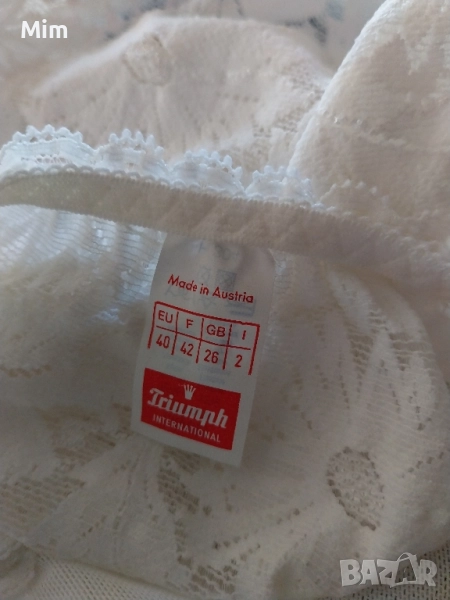 Mim
Made in Austria
EU F GB I
40 42 26 2
Triumph
INTERNATIONAL
BAZAR